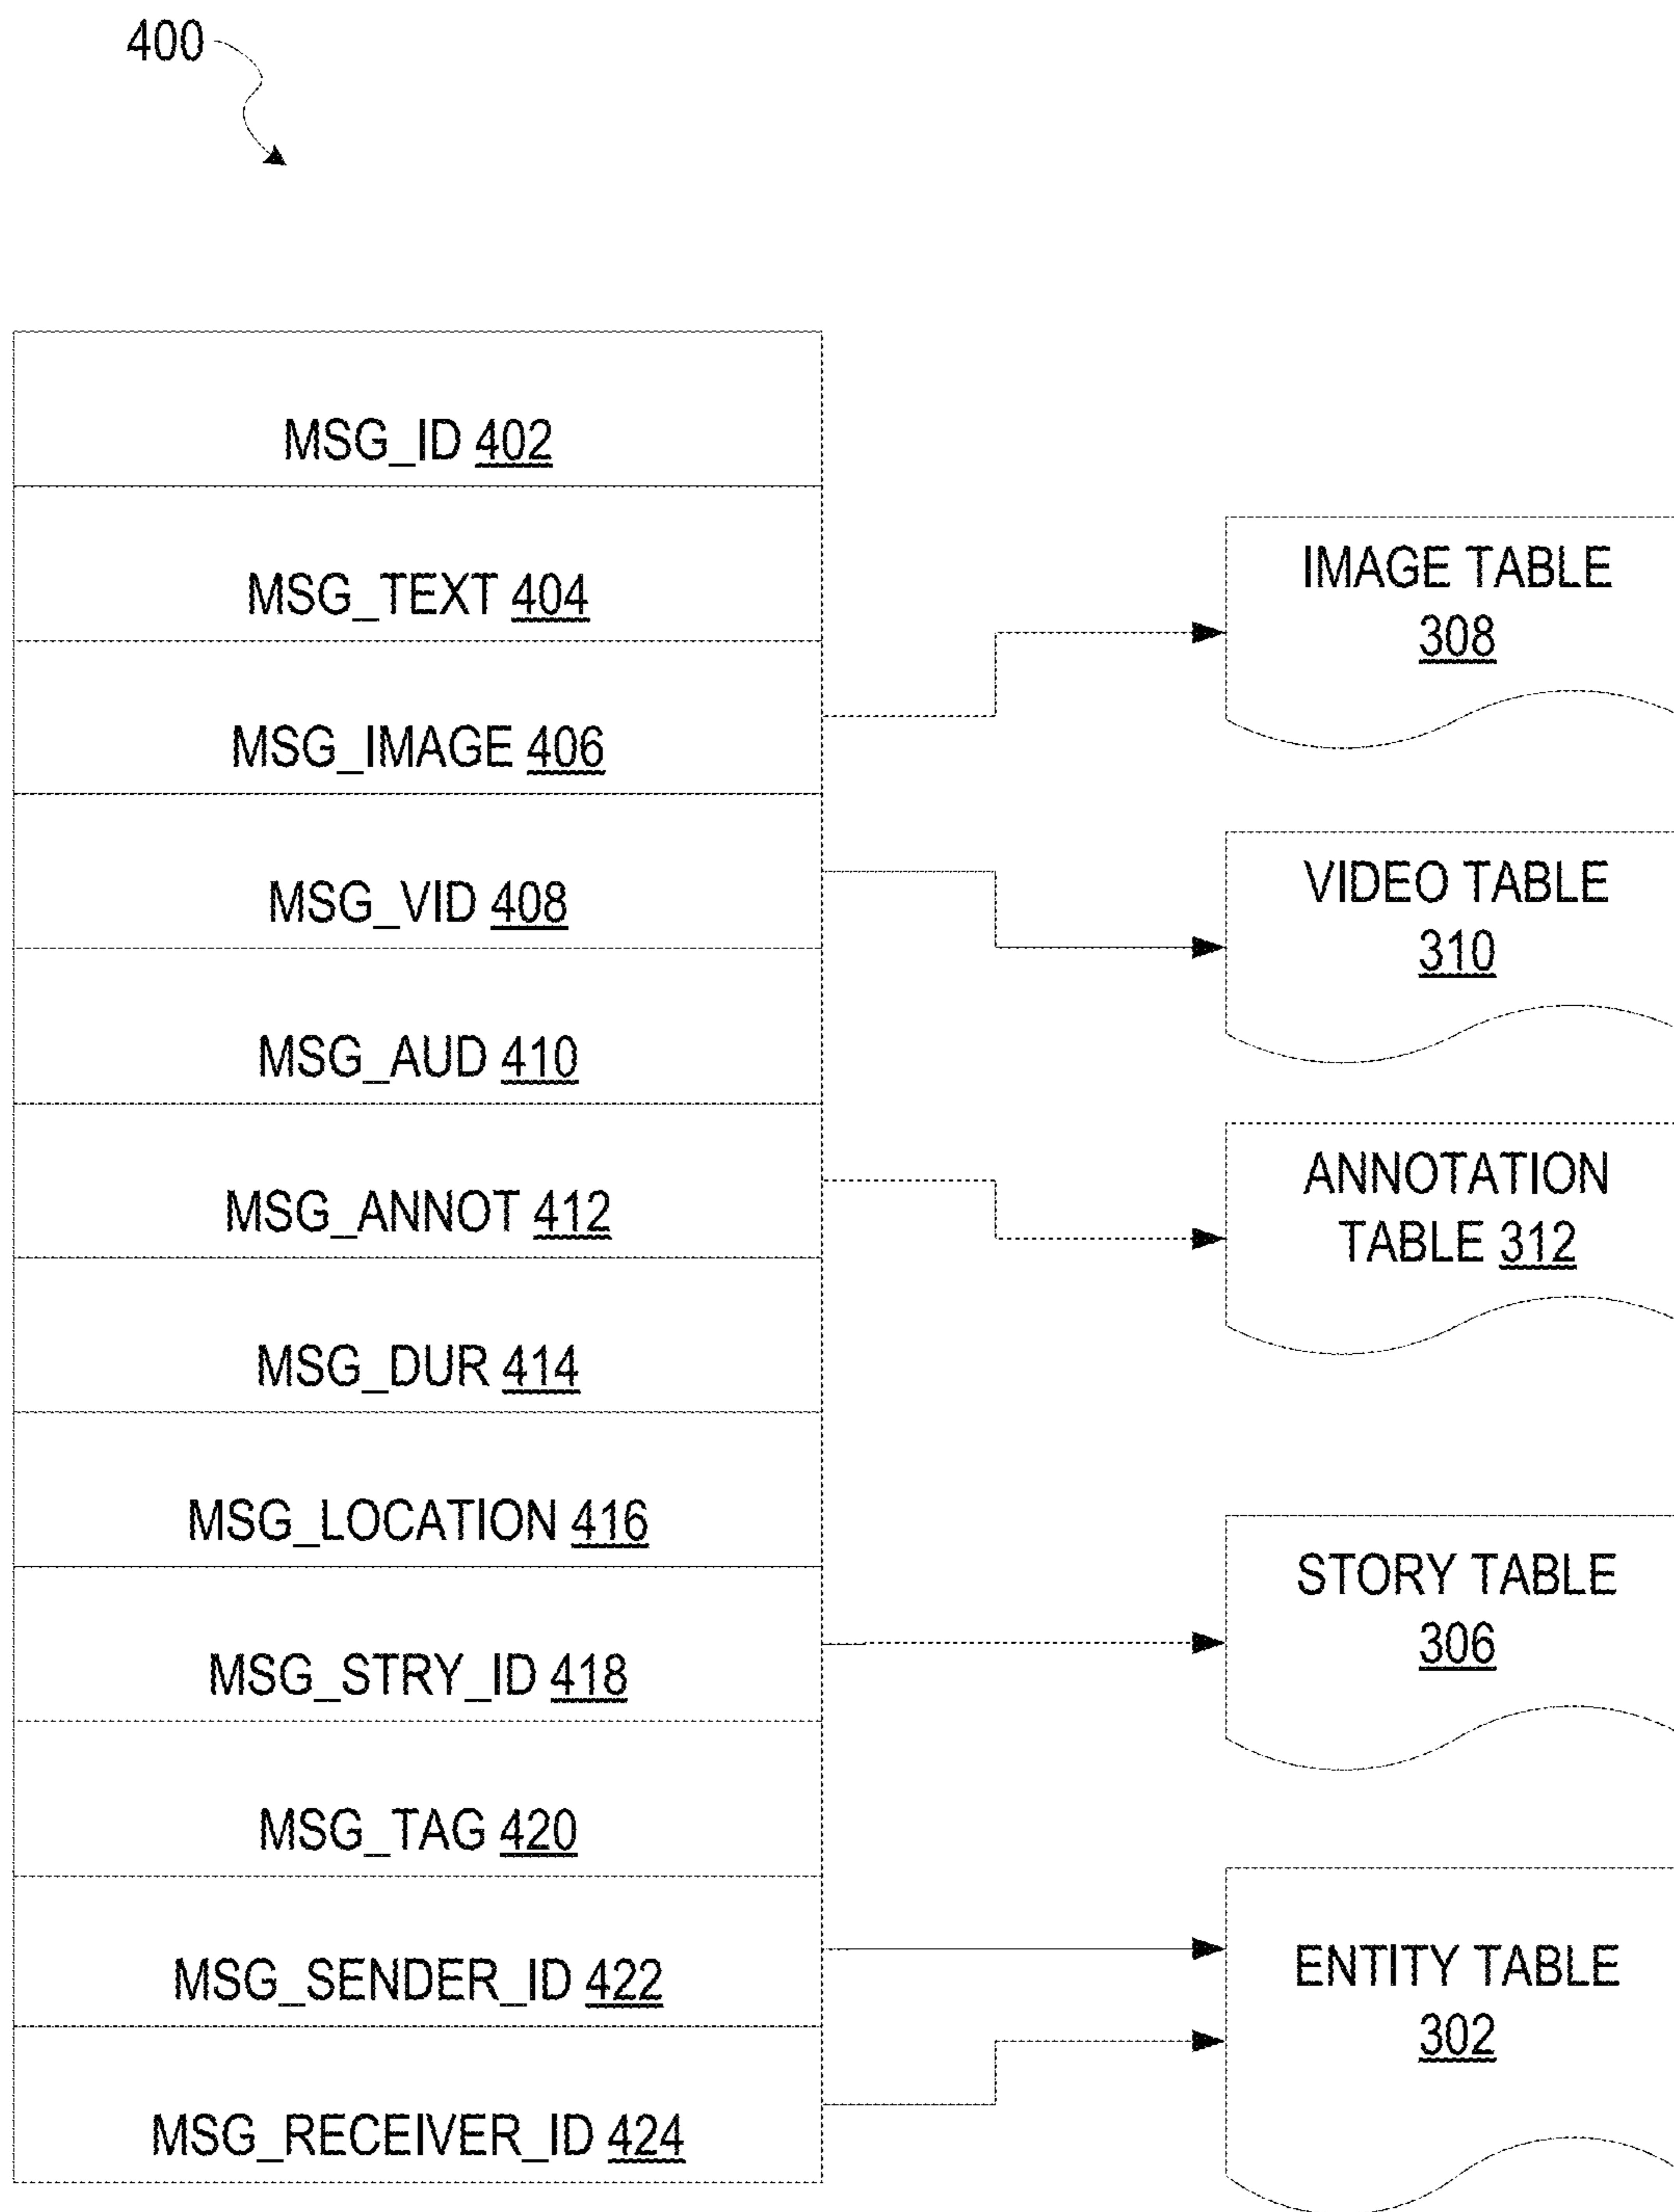 400
MSG_ID 402
MSG_TEXT 404
MSG_IMAGE 406
MSG_VID 408
MSG_AUD 410
MSG_ANNOT 412
MSG_DUR 414
MSG_LOCATION 416
MSG_STRY_ID 418
MSG_TAG 420
MSG_SENDER_ID 422
MSG_RECEIVER_ID 424
IMAGE TABLE
308
VIDEO TABLE
310
ANNOTATION
TABLE 312
STORY TABLE
306
ENTITY TABLE
302